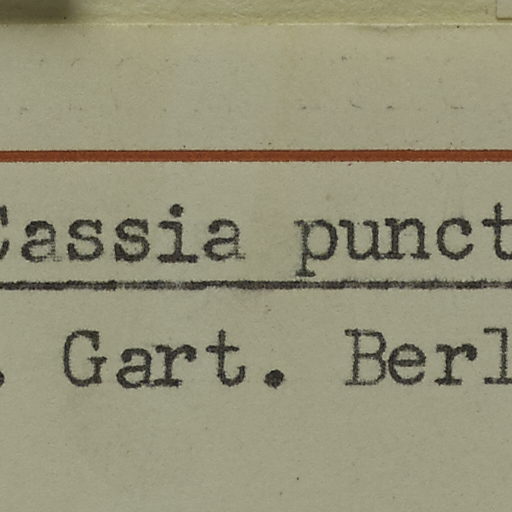 Cassia punct
. Gart. Berl